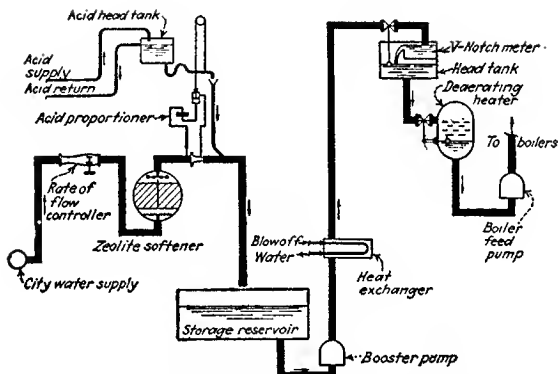 Acid head tank
Acid
supply
Acid return
Acid proportioner
Rate of
flow
controller
Zeolite softener
City water supply
Storage reservoir
V-Notch meter
Head tank
Deaerating
heater
To boilers
Boiler
feed
pump
Blowoff
Water
Heat
exchanger
Booster pump